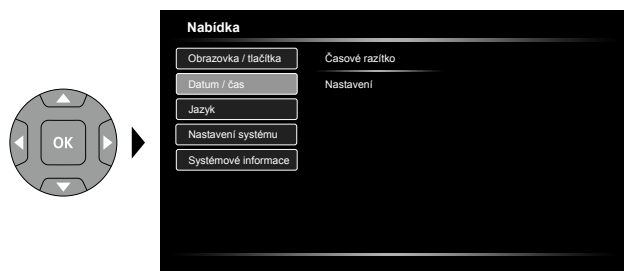 Nabídka
Obrazovka / tlačítka
Časové razítko
Datum / čas
Nastavení
Jazyk
OK
Nastavení systému
Systémové informace